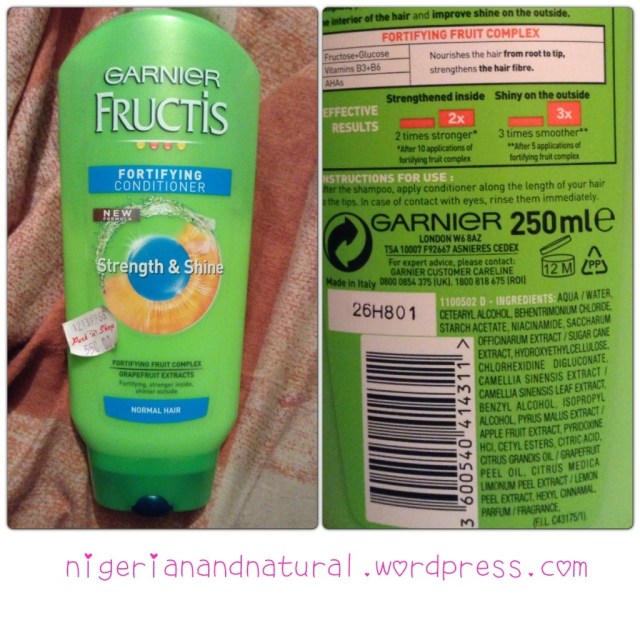 GARNIER
FRUCTIS
FORTIFYING
CONDITIONER
NEW
FORMULA
Strength & Shine
FORTIFYING FRUIT COMPLEX
GRAPEFRUIT EXTRACTS
Fortifying, stronger inside,
shinier outside
NORMAL HAIR
interior of the hair and improve shine on the outside.
FORTIFYING FRUIT COMPLEX
Fructose+Glucose
Vitamins B3+B6
AHAs
Nourishes the hair from root to tip,
strengthens the hair fibre.
EFFECTIVE
RESULTS
Strengthened inside
2x
2 times stronger*
*After 10 applications of
fortifying fruit complex
Shiny on the outside
3x
3 times smoother**
**After 5 applications of
fortifying fruit complex
NSTRUCTIONS FOR USE :
fter the shampoo, apply conditioner along the length of your hair
the tips. In case of contact with eyes, rinse them immediately.
GARNIER 250ml e
LONDON W6 8AZ
TSA 10007 F92667 ASNIERES CEDEX
For expert advice, please contact:
GARNIER CUSTOMER CARELINE
Made in Italy 0800 0854 375 (UK). 1800 818 675 (ROI)
12 M
PP
26H801
1100502 D - INGREDIENTS: AQUA / WATER,
CETEARYL ALCOHOL, BEHENTRIMONIUM CHLORIDE,
STARCH ACETATE, NIACINAMIDE, SACCHARUM
OFFICINARUM EXTRACT / SUGAR CANE
EXTRACT, HYDROXYETHYLCELLULOSE,
CHLORHEXIDINE DIGLUCONATE,
CAMELLIA SINENSIS EXTRACT /
CAMELLIA SINENSIS LEAF EXTRACT,
BENZYL ALCOHOL, ISOPROPYL
ALCOHOL, PYRUS MALUS EXTRACT /
APPLE FRUIT EXTRACT, PYRIDOXINE
HCl, CETYL ESTERS, CITRIC ACID,
CITRUS GRANDIS OIL / GRAPEFRUIT
PEEL OIL, CITRUS MEDICA
LIMONUM PEEL EXTRACT / LEMON
PEEL EXTRACT, HEXYL CINNAMAL,
PARFUM / FRAGRANCE.
(F.I.L. C43175/1)
3 600540 414311 >
nigerianandnatural.wordpress.com